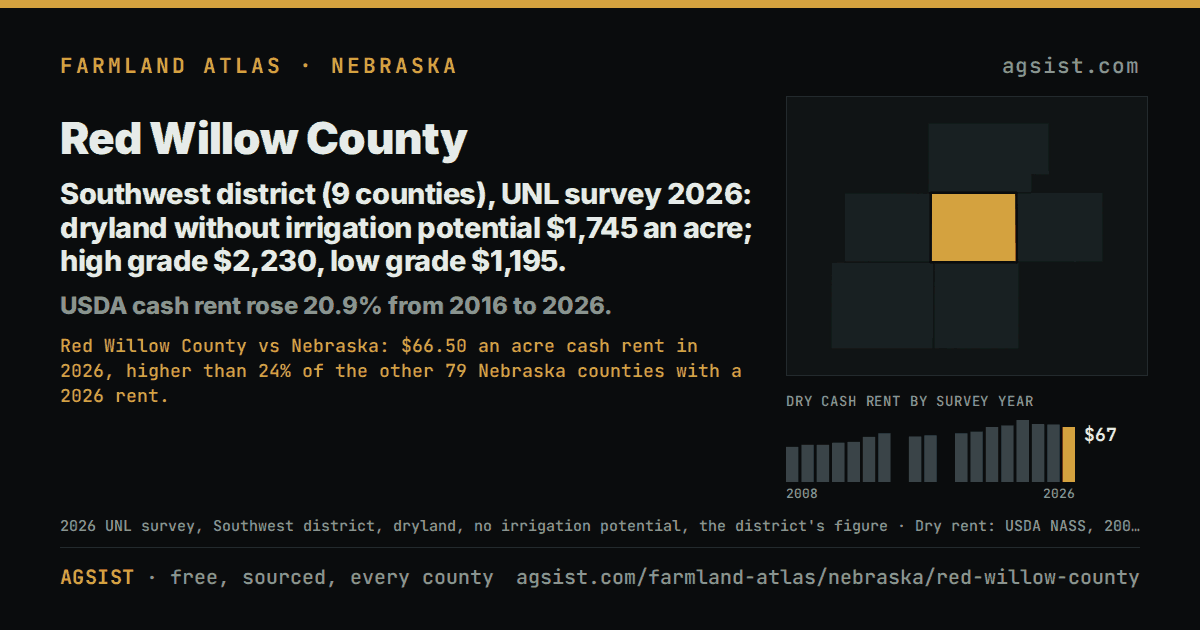 FARMLAND ATLAS · NEBRASKA
agsist.com
Red Willow County
Southwest district (9 counties), UNL survey 2026:
dryland without irrigation potential $1,745 an acre;
high grade $2,230, low grade $1,195.
USDA cash rent rose 20.9% from 2016 to 2026.
Red Willow County vs Nebraska: $66.50 an acre cash rent in
2026, higher than 24% of the other 79 Nebraska counties with a
2026 rent.
DRY CASH RENT BY SURVEY YEAR
$67
2008 2026
2026 UNL survey, Southwest district, dryland, no irrigation potential, the district's figure · Dry rent: USDA NASS, 200…
AGSIST · free, sourced, every county agsist.com/farmland-atlas/nebraska/red-willow-county